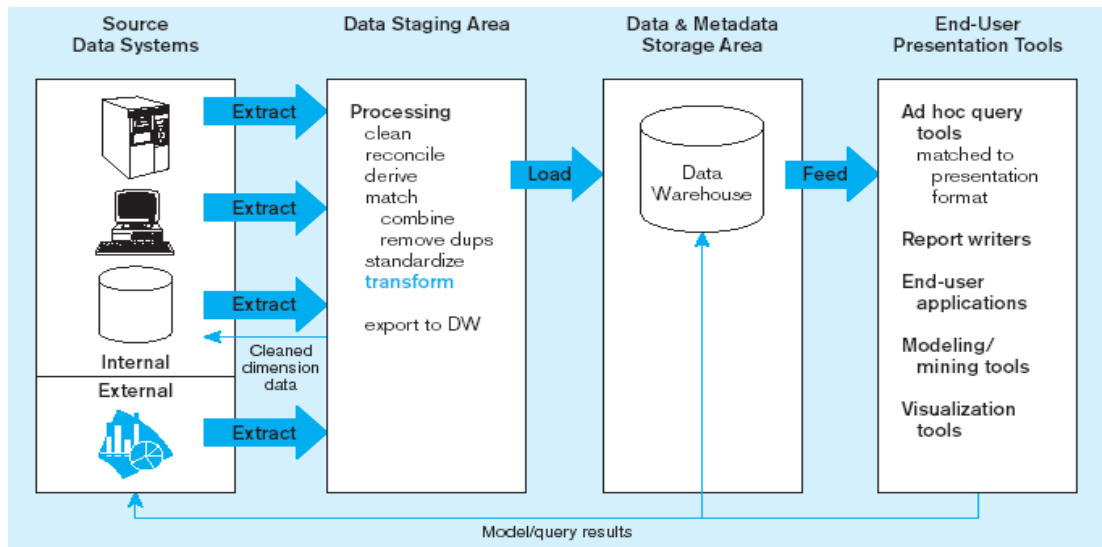 Source
Data Systems
Data Staging Area
Data & Metadata
Storage Area
End-User
Presentation Tools
Extract
Extract
Extract
Internal
External
Extract
Cleaned
dimension
data
Processing
clean
reconcile
derive
match
combine
remove dups
standardize
transform
export to DW
Load
Data
Warehouse
Feed
Ad hoc query
tools
matched to
presentation
format
Report writers
End-user
applications
Modeling/
mining tools
Visualization
tools
Model/query results